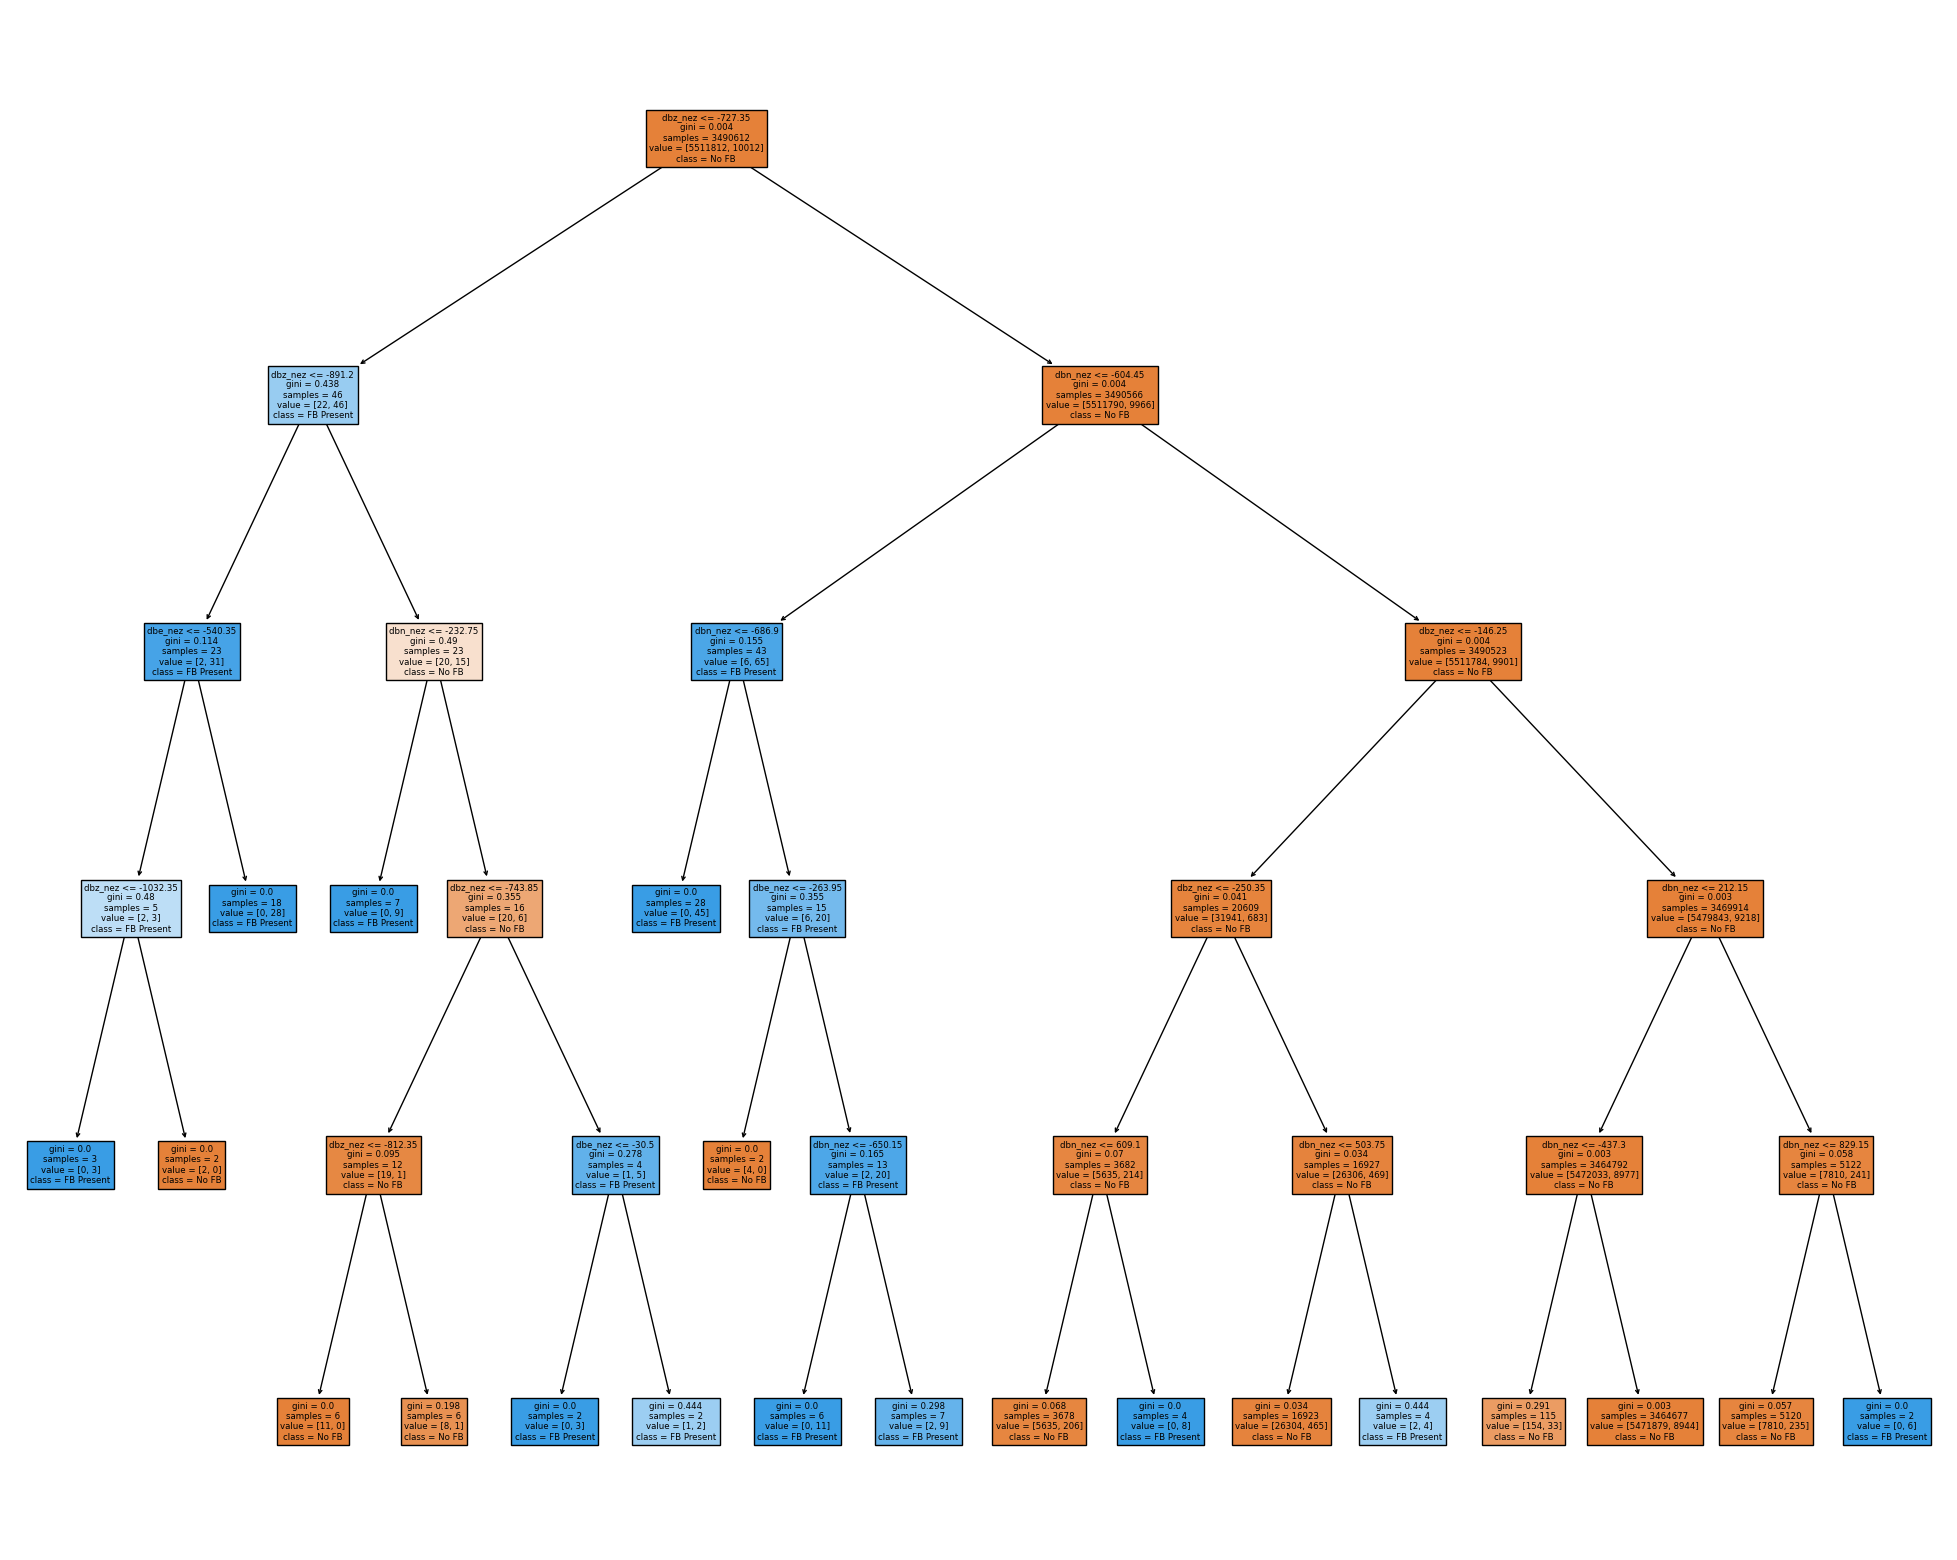 dbz_nez <= -727.35
gini = 0.004
samples = 3490612
value = [5511812, 10012]
class = No FB
dbz_nez <= -891.2
gini = 0.438
samples = 46
value = [22, 46]
class = FB Present
dbn_nez <= -604.45
gini = 0.004
samples = 3490566
value = [5511790, 9966]
class = No FB
dbe_nez <= -540.35
gini = 0.114
samples = 23
value = [2, 31]
class = FB Present
dbn_nez <= -232.75
gini = 0.49
samples = 23
value = [20, 15]
class = No FB
dbn_nez <= -686.9
gini = 0.155
samples = 43
value = [6, 65]
class = FB Present
dbz_nez <= -146.25
gini = 0.004
samples = 3490523
value = [5511784, 9901]
class = No FB
dbz_nez <= -1032.35
gini = 0.48
samples = 5
value = [2, 3]
class = FB Present
gini = 0.0
samples = 18
value = [0, 28]
class = FB Present
gini = 0.0
samples = 7
value = [0, 9]
class = FB Present
dbz_nez <= -743.85
gini = 0.355
samples = 16
value = [20, 6]
class = No FB
gini = 0.0
samples = 28
value = [0, 45]
class = FB Present
dbe_nez <= -263.95
gini = 0.355
samples = 15
value = [6, 20]
class = FB Present
dbz_nez <= -250.35
gini = 0.041
samples = 20609
value = [31941, 683]
class = No FB
dbn_nez <= 212.15
gini = 0.003
samples = 3469914
value = [5479843, 9218]
class = No FB
gini = 0.0
samples = 3
value = [0, 3]
class = FB Present
gini = 0.0
samples = 2
value = [2, 0]
class = No FB
dbz_nez <= -812.35
gini = 0.095
samples = 12
value = [19, 1]
class = No FB
dbe_nez <= -30.5
gini = 0.278
samples = 4
value = [1, 5]
class = FB Present
gini = 0.0
samples = 2
value = [4, 0]
class = No FB
dbn_nez <= -650.15
gini = 0.165
samples = 13
value = [2, 20]
class = FB Present
dbn_nez <= 609.1
gini = 0.07
samples = 3682
value = [5635, 214]
class = No FB
dbn_nez <= 503.75
gini = 0.034
samples = 16927
value = [26306, 469]
class = No FB
dbn_nez <= -437.3
gini = 0.003
samples = 3464792
value = [5472033, 8977]
class = No FB
dbn_nez <= 829.15
gini = 0.058
samples = 5122
value = [7810, 241]
class = No FB
gini = 0.0
samples = 6
value = [11, 0]
class = No FB
gini = 0.198
samples = 6
value = [8, 1]
class = No FB
gini = 0.0
samples = 2
value = [0, 3]
class = FB Present
gini = 0.444
samples = 2
value = [1, 2]
class = FB Present
gini = 0.0
samples = 6
value = [0, 11]
class = FB Present
gini = 0.298
samples = 7
value = [2, 9]
class = FB Present
gini = 0.068
samples = 3678
value = [5635, 206]
class = No FB
gini = 0.0
samples = 4
value = [0, 8]
class = FB Present
gini = 0.034
samples = 16923
value = [26304, 465]
class = No FB
gini = 0.444
samples = 4
value = [2, 4]
class = FB Present
gini = 0.291
samples = 115
value = [154, 33]
class = No FB
gini = 0.003
samples = 3464677
value = [5471879, 8944]
class = No FB
gini = 0.057
samples = 5120
value = [7810, 235]
class = No FB
gini = 0.0
samples = 2
value = [0, 6]
class = FB Present